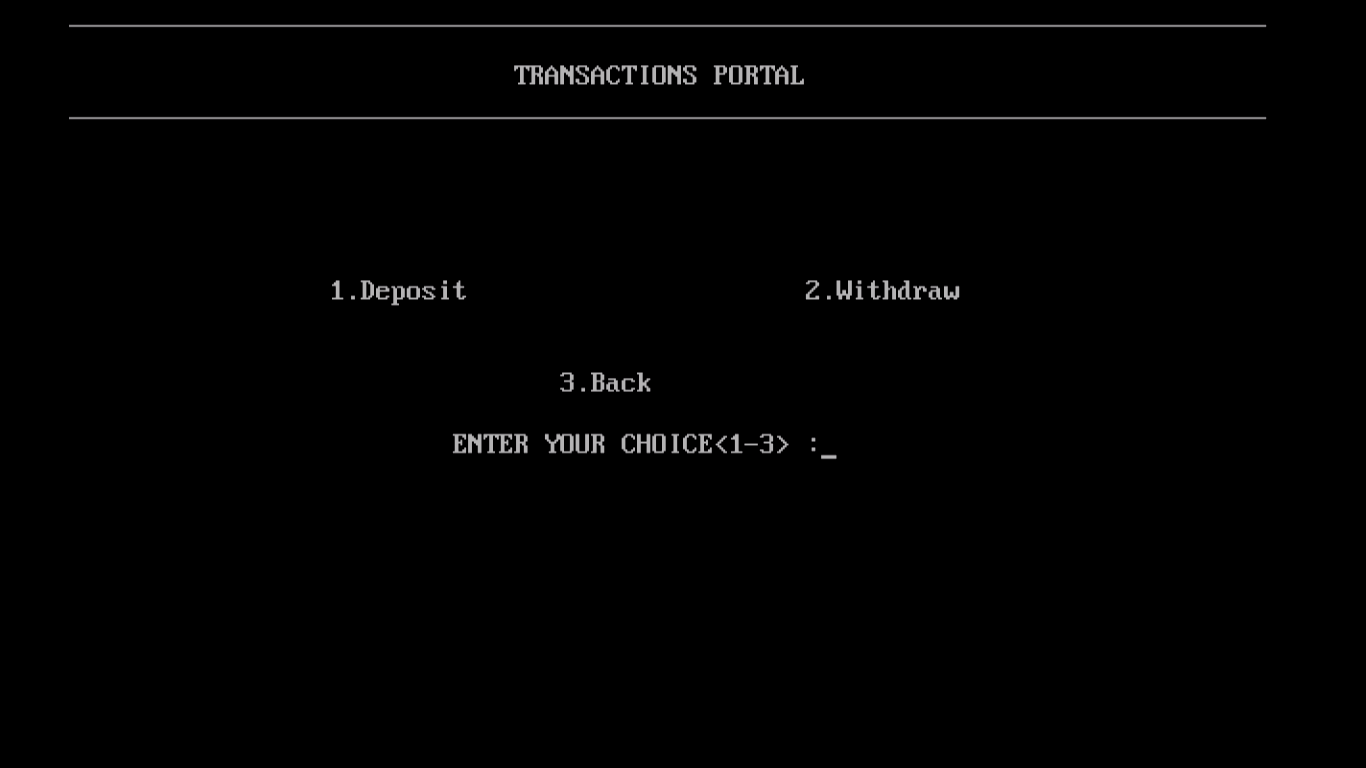 TRANSACTIONS PORTAL
1.Deposit 2.Withdraw
3.Back
ENTER YOUR CHOICE<1-3> :_